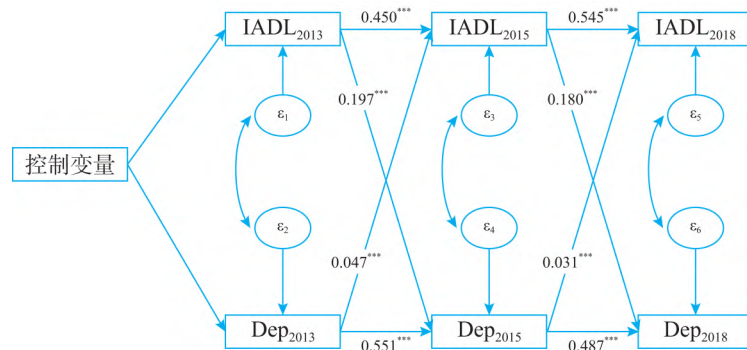 0.450***
0.545***
IADL2013
IADL2015
IADL2018
0.197***
0.180***
ε1
ε3
ε5
控制变量
ε2
ε4
ε6
0.047***
0.031***
Dep2013
Dep2015
Dep2018
0.551***
0.487***